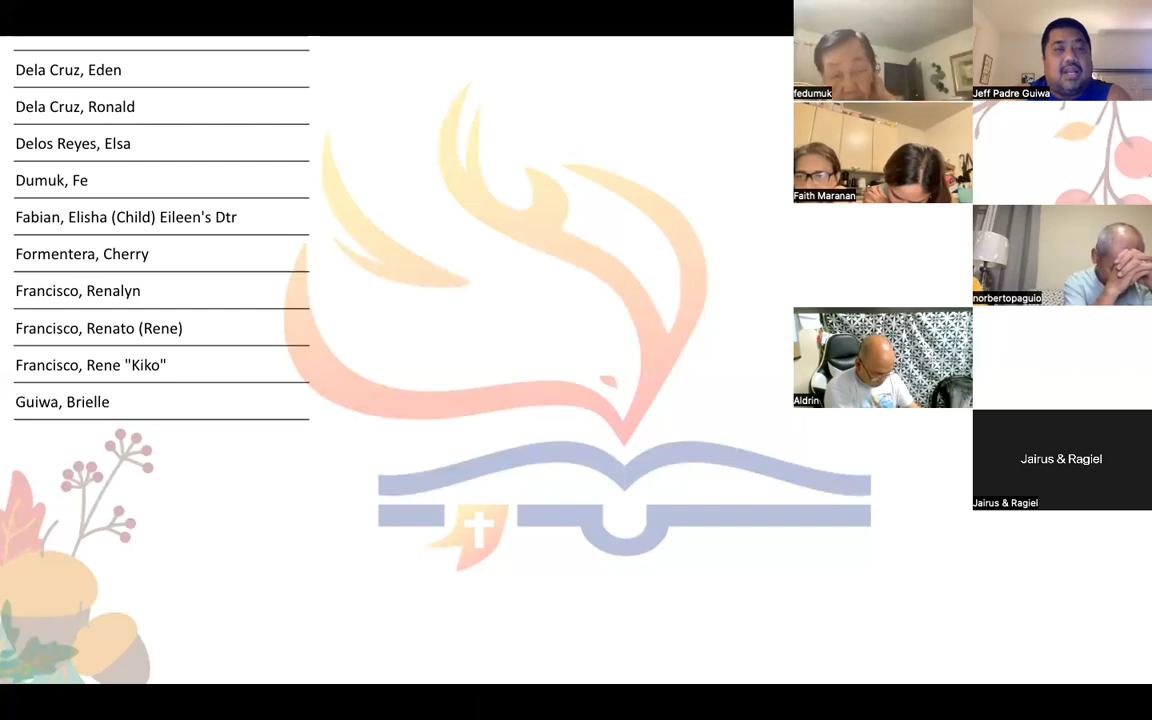 Dela Cruz, Eden
Dela Cruz, Ronald
Delos Reyes, Elsa
Dumuk, Fe
Fabian, Elisha (Child) Eileen's Dtr
Formentera, Cherry
Francisco, Renalyn
Francisco, Renato (Rene)
Francisco, Rene "Kiko"
Guiwa, Brielle
fedumuk
Jeff Padre Guiwa
Faith Maranan
norbertopaguio
Aldrin
Jairus & Ragiel
Jairus & Ragiel